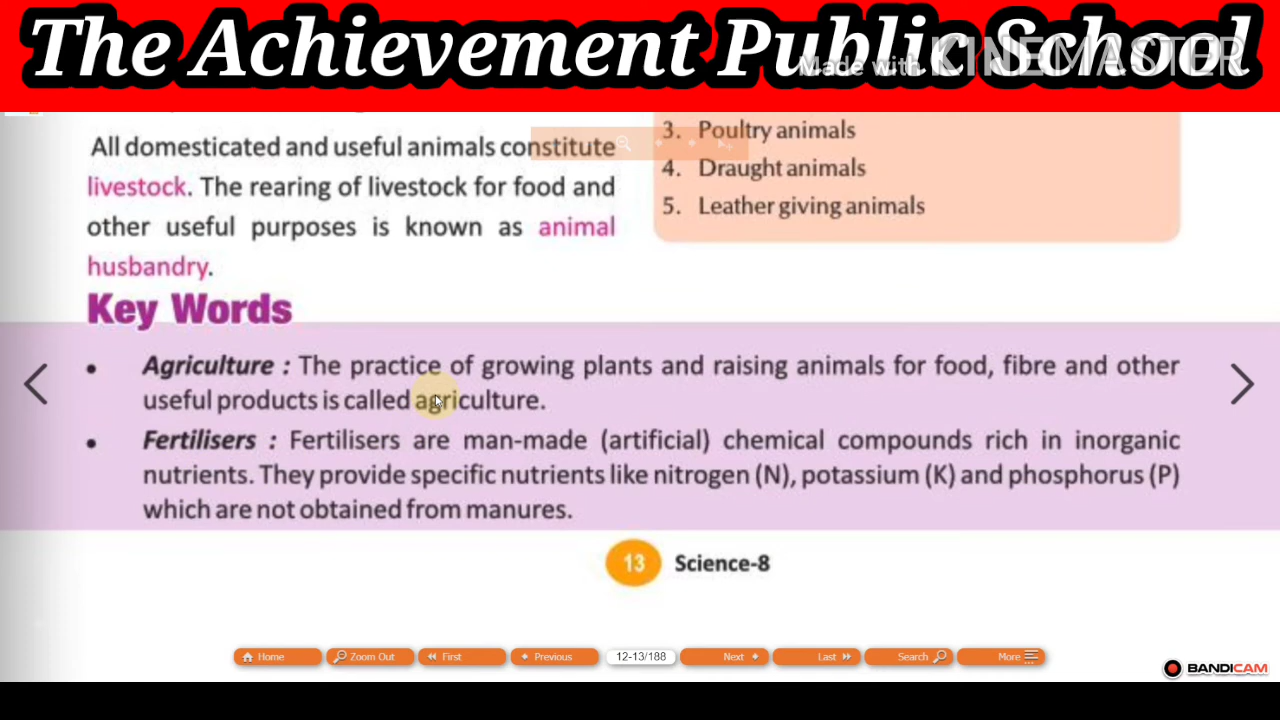 The Achievement Public School
Made with KINEMASTER
All domesticated and useful animals constitute
livestock. The rearing of livestock for food and
other useful purposes is known as animal
husbandry.
3. Poultry animals
4. Draught animals
5. Leather giving animals
Key Words
• Agriculture : The practice of growing plants and raising animals for food, fibre and other
useful products is called agriculture.
• Fertilisers : Fertilisers are man-made (artificial) chemical compounds rich in inorganic
nutrients. They provide specific nutrients like nitrogen (N), potassium (K) and phosphorus (P)
which are not obtained from manures.
13 Science-8
Home Zoom Out First Previous 12-13/188 Next Last Search More
BANDICAM